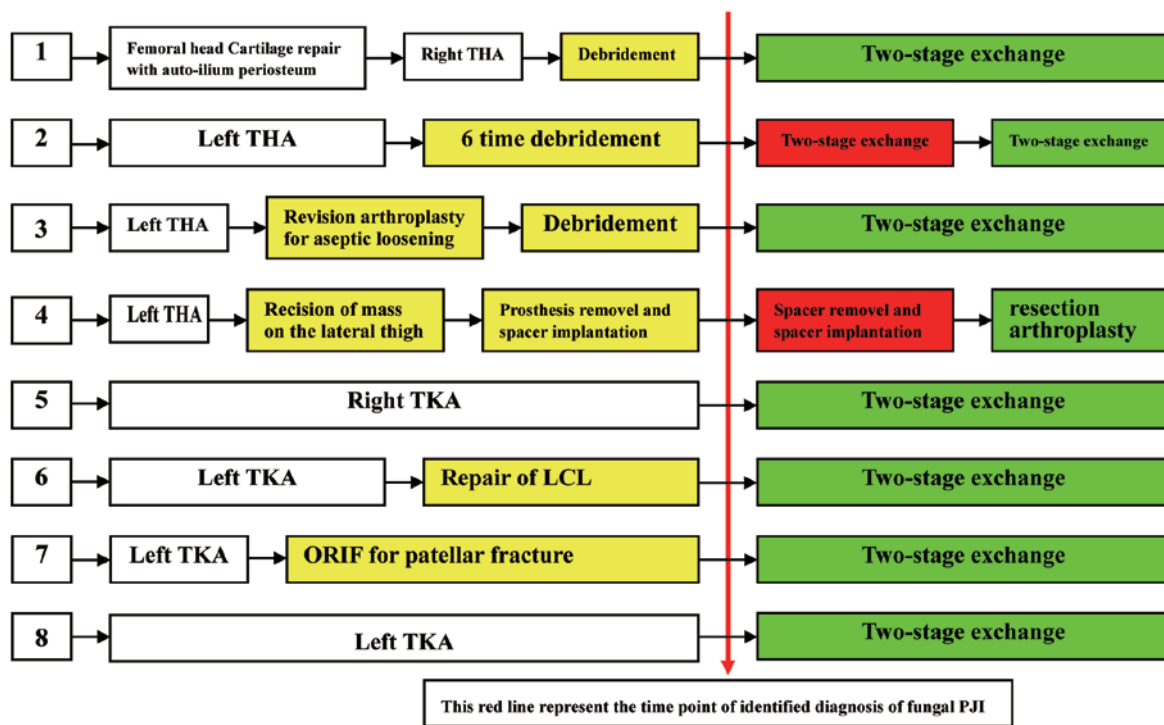 1
Femoral head Cartilage repair
with auto-ilium periosteum
Right THA
Debridement
Two-stage exchange
2
Left THA
6 time debridement
Two-stage exchange
Two-stage exchange
3
Left THA
Revision arthroplasty
for aseptic loosening
Debridement
Two-stage exchange
4
Left THA
Recision of mass
on the lateral thigh
Prosthesis removel and
spacer implantation
Spacer removel and
spacer implantation
resection
arthroplasty
5
Right TKA
Two-stage exchange
6
Left TKA
Repair of LCL
Two-stage exchange
7
Left TKA
ORIF for patellar fracture
Two-stage exchange
8
Left TKA
Two-stage exchange
This red line represent the time point of identified diagnosis of fungal PJI